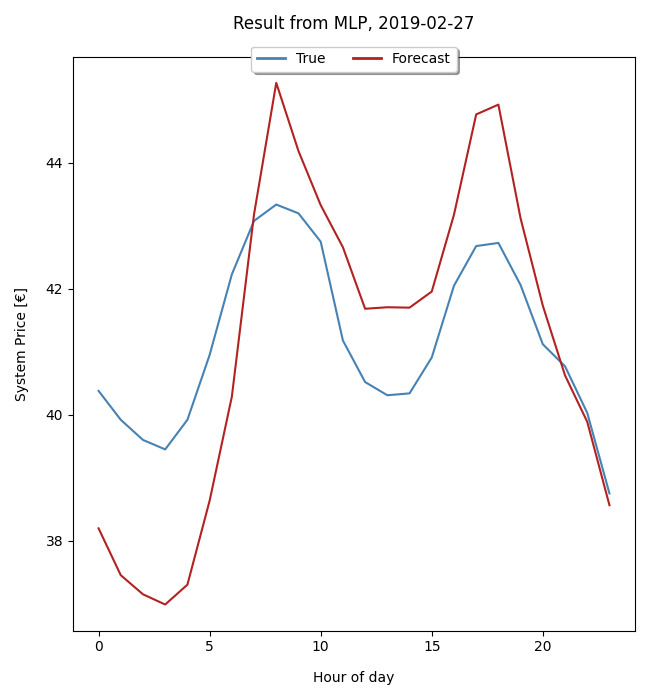 Result from MLP, 2019-02-27
True Forecast
44
42
40
38
System Price [€]
0 5 10 15 20
Hour of day